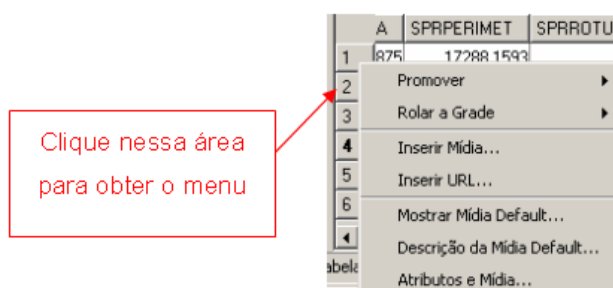 A SPRPERIMET SPRROTU
1 875 17288.1593
2 Promover
3 Rolar a Grade
Clique nessa área
para obter o menu
4 Inserir Mídia...
5 Inserir URL...
6 Mostrar Mídia Default...
Descrição da Mídia Default...
abela
Atributos e Mídia...